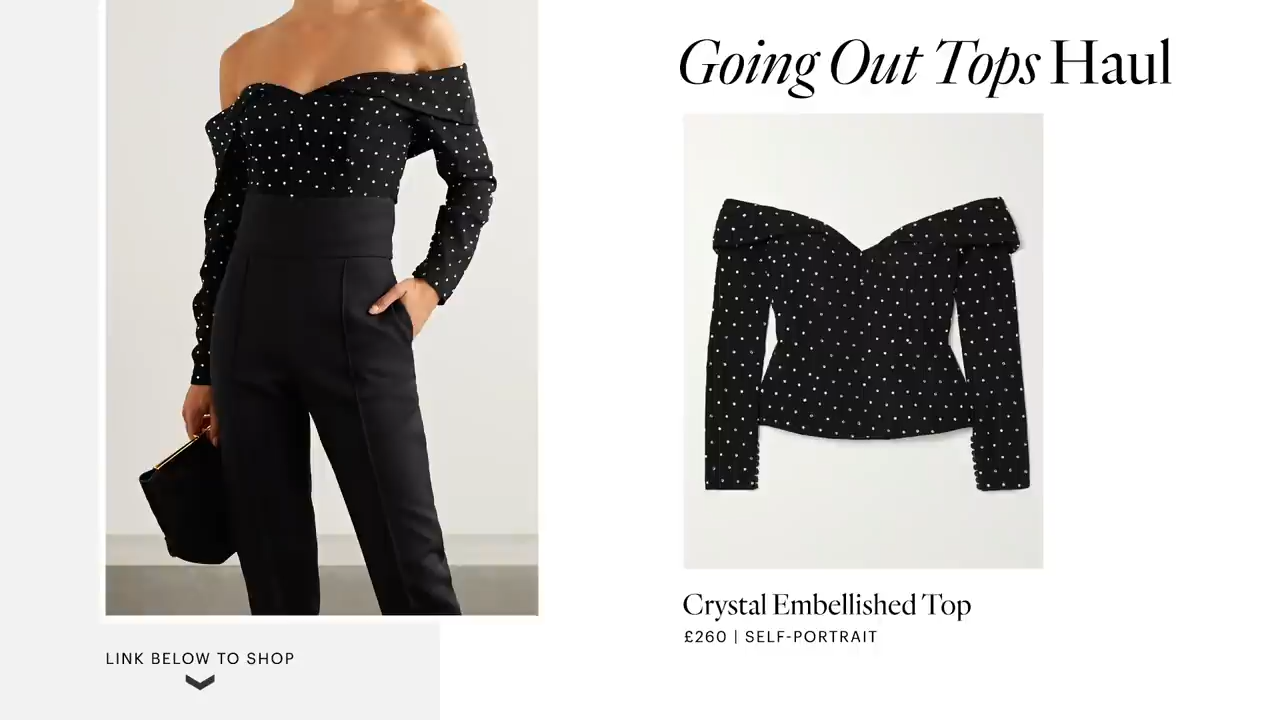 Going Out Tops Haul
Crystal Embellished Top
£260 | SELF-PORTRAIT
LINK BELOW TO SHOP